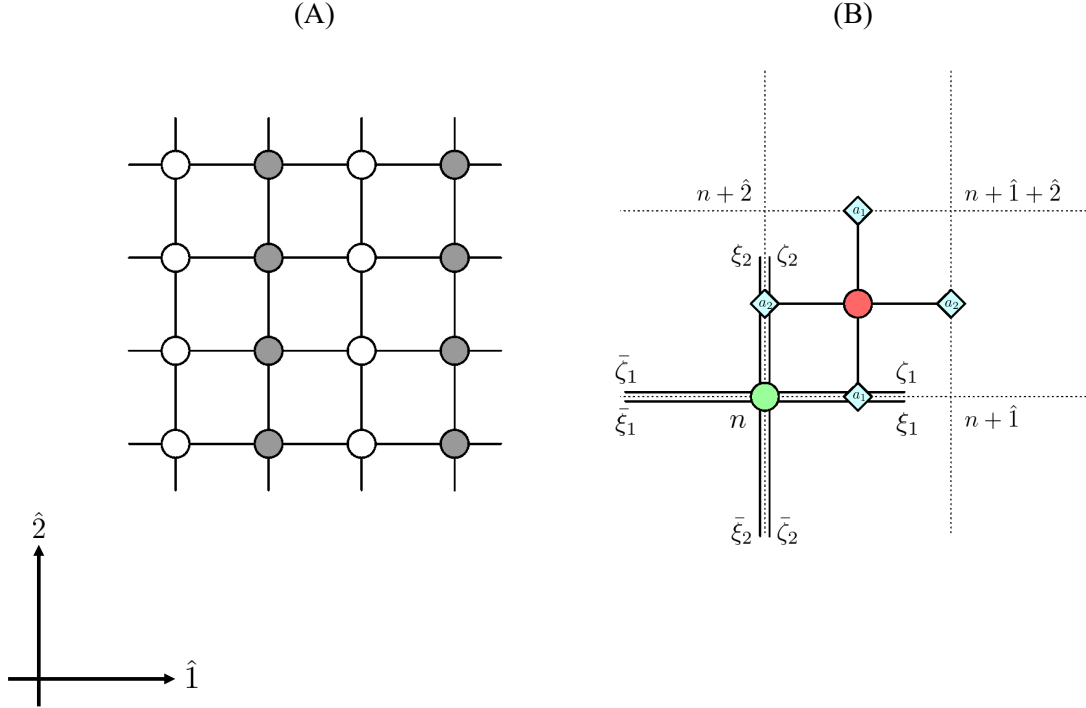 (A)
(B)
n + 2̂
n + 1̂ + 2̂
a₁
ξ₂
ζ₂
a₂
a₂
ζ̄₁
ζ₁
a₁
ξ̄₁
n
ξ₁
n + 1̂
2̂
ξ̄₂
ζ̄₂
1̂